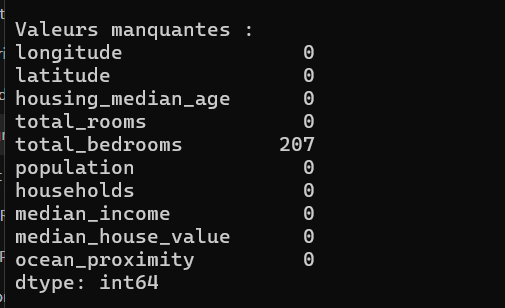 Valeurs manquantes :
longitude 0
latitude 0
housing_median_age 0
total_rooms 0
total_bedrooms 207
population 0
households 0
median_income 0
median_house_value 0
ocean_proximity 0
dtype: int64